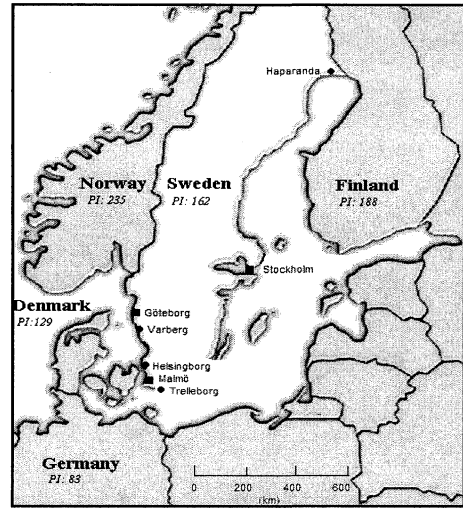 Haparanda
Norway Sweden Finland
PI: 235 PI: 162 PI: 188
Stockholm
Denmark
PI:129
Göteborg
Varberg
Helsingborg
Malmö
Trelleborg
Germany
PI: 83
0 200 400 600
(km)